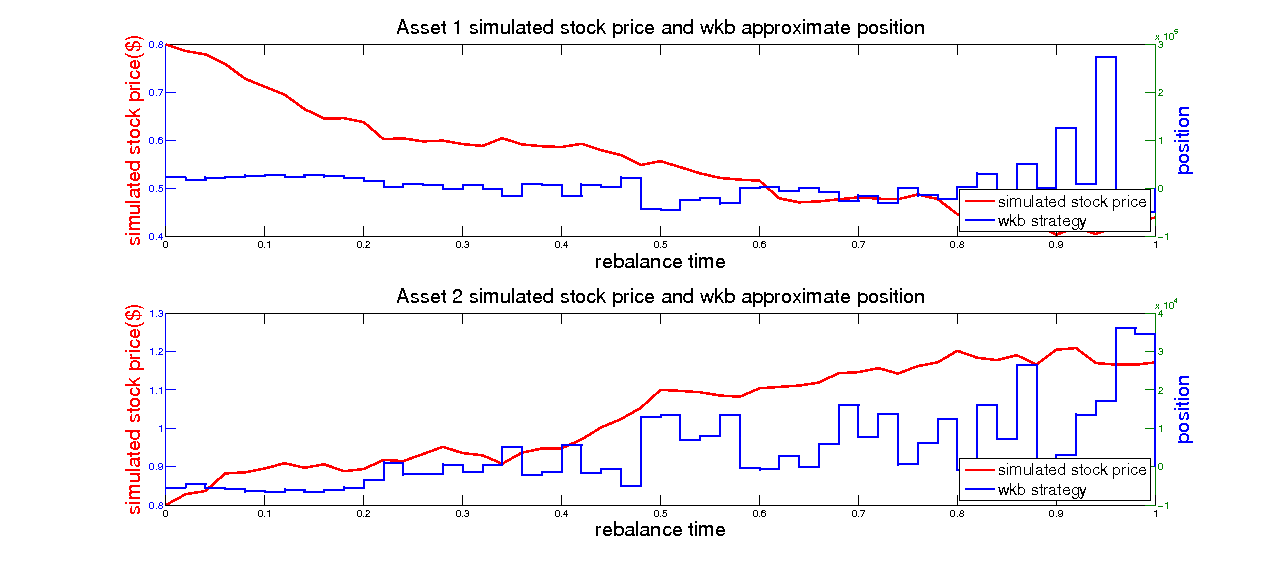 Asset 1 simulated stock price and wkb approximate position
x 10^5
simulated stock price($)
0.8
0.7
0.6
0.5
0.4
3
2
1
0
−1
position
simulated stock price
wkb strategy
0 0.1 0.2 0.3 0.4 0.5 0.6 0.7 0.8 0.9 1
rebalance time
Asset 2 simulated stock price and wkb approximate position
x 10^4
simulated stock price($)
1.3
1.2
1.1
1
0.9
0.8
4
3
2
1
0
−1
position
simulated stock price
wkb strategy
0 0.1 0.2 0.3 0.4 0.5 0.6 0.7 0.8 0.9 1
rebalance time